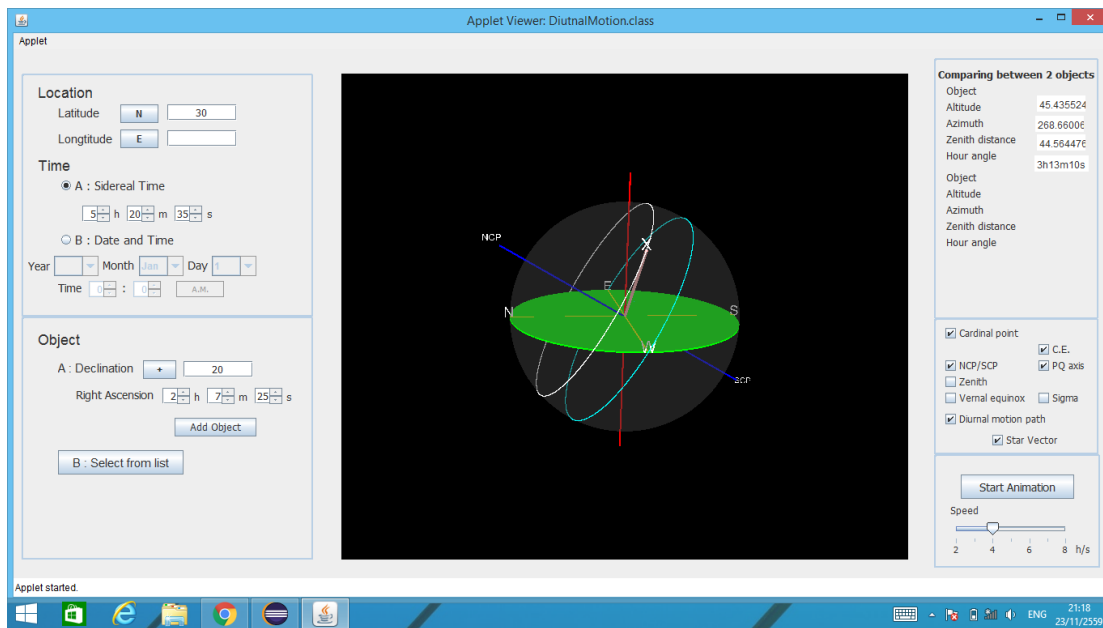 Applet Viewer: DiutnalMotion.class
Applet
Location
Latitude N 30
Longtitude E
Time
A : Sidereal Time
5 h 20 m 35 s
B : Date and Time
Year Month Jan Day 1
Time 0 : 0 A.M.
Object
A : Declination + 20
Right Ascension 2 h 7 m 25 s
Add Object
B : Select from list
NCP
E
N
S
W
SCP
X
Comparing between 2 objects
Object
Altitude 45.435524
Azimuth 268.66006
Zenith distance 44.564476
Hour angle 3h13m10s
Object
Altitude
Azimuth
Zenith distance
Hour angle
Cardinal point
C.E.
NCP/SCP PQ axis
Zenith
Vernal equinox Sigma
Diurnal motion path
Star Vector
Start Animation
Speed
2 4 6 8 h/s
Applet started.
ENG 21:18
23/11/2559